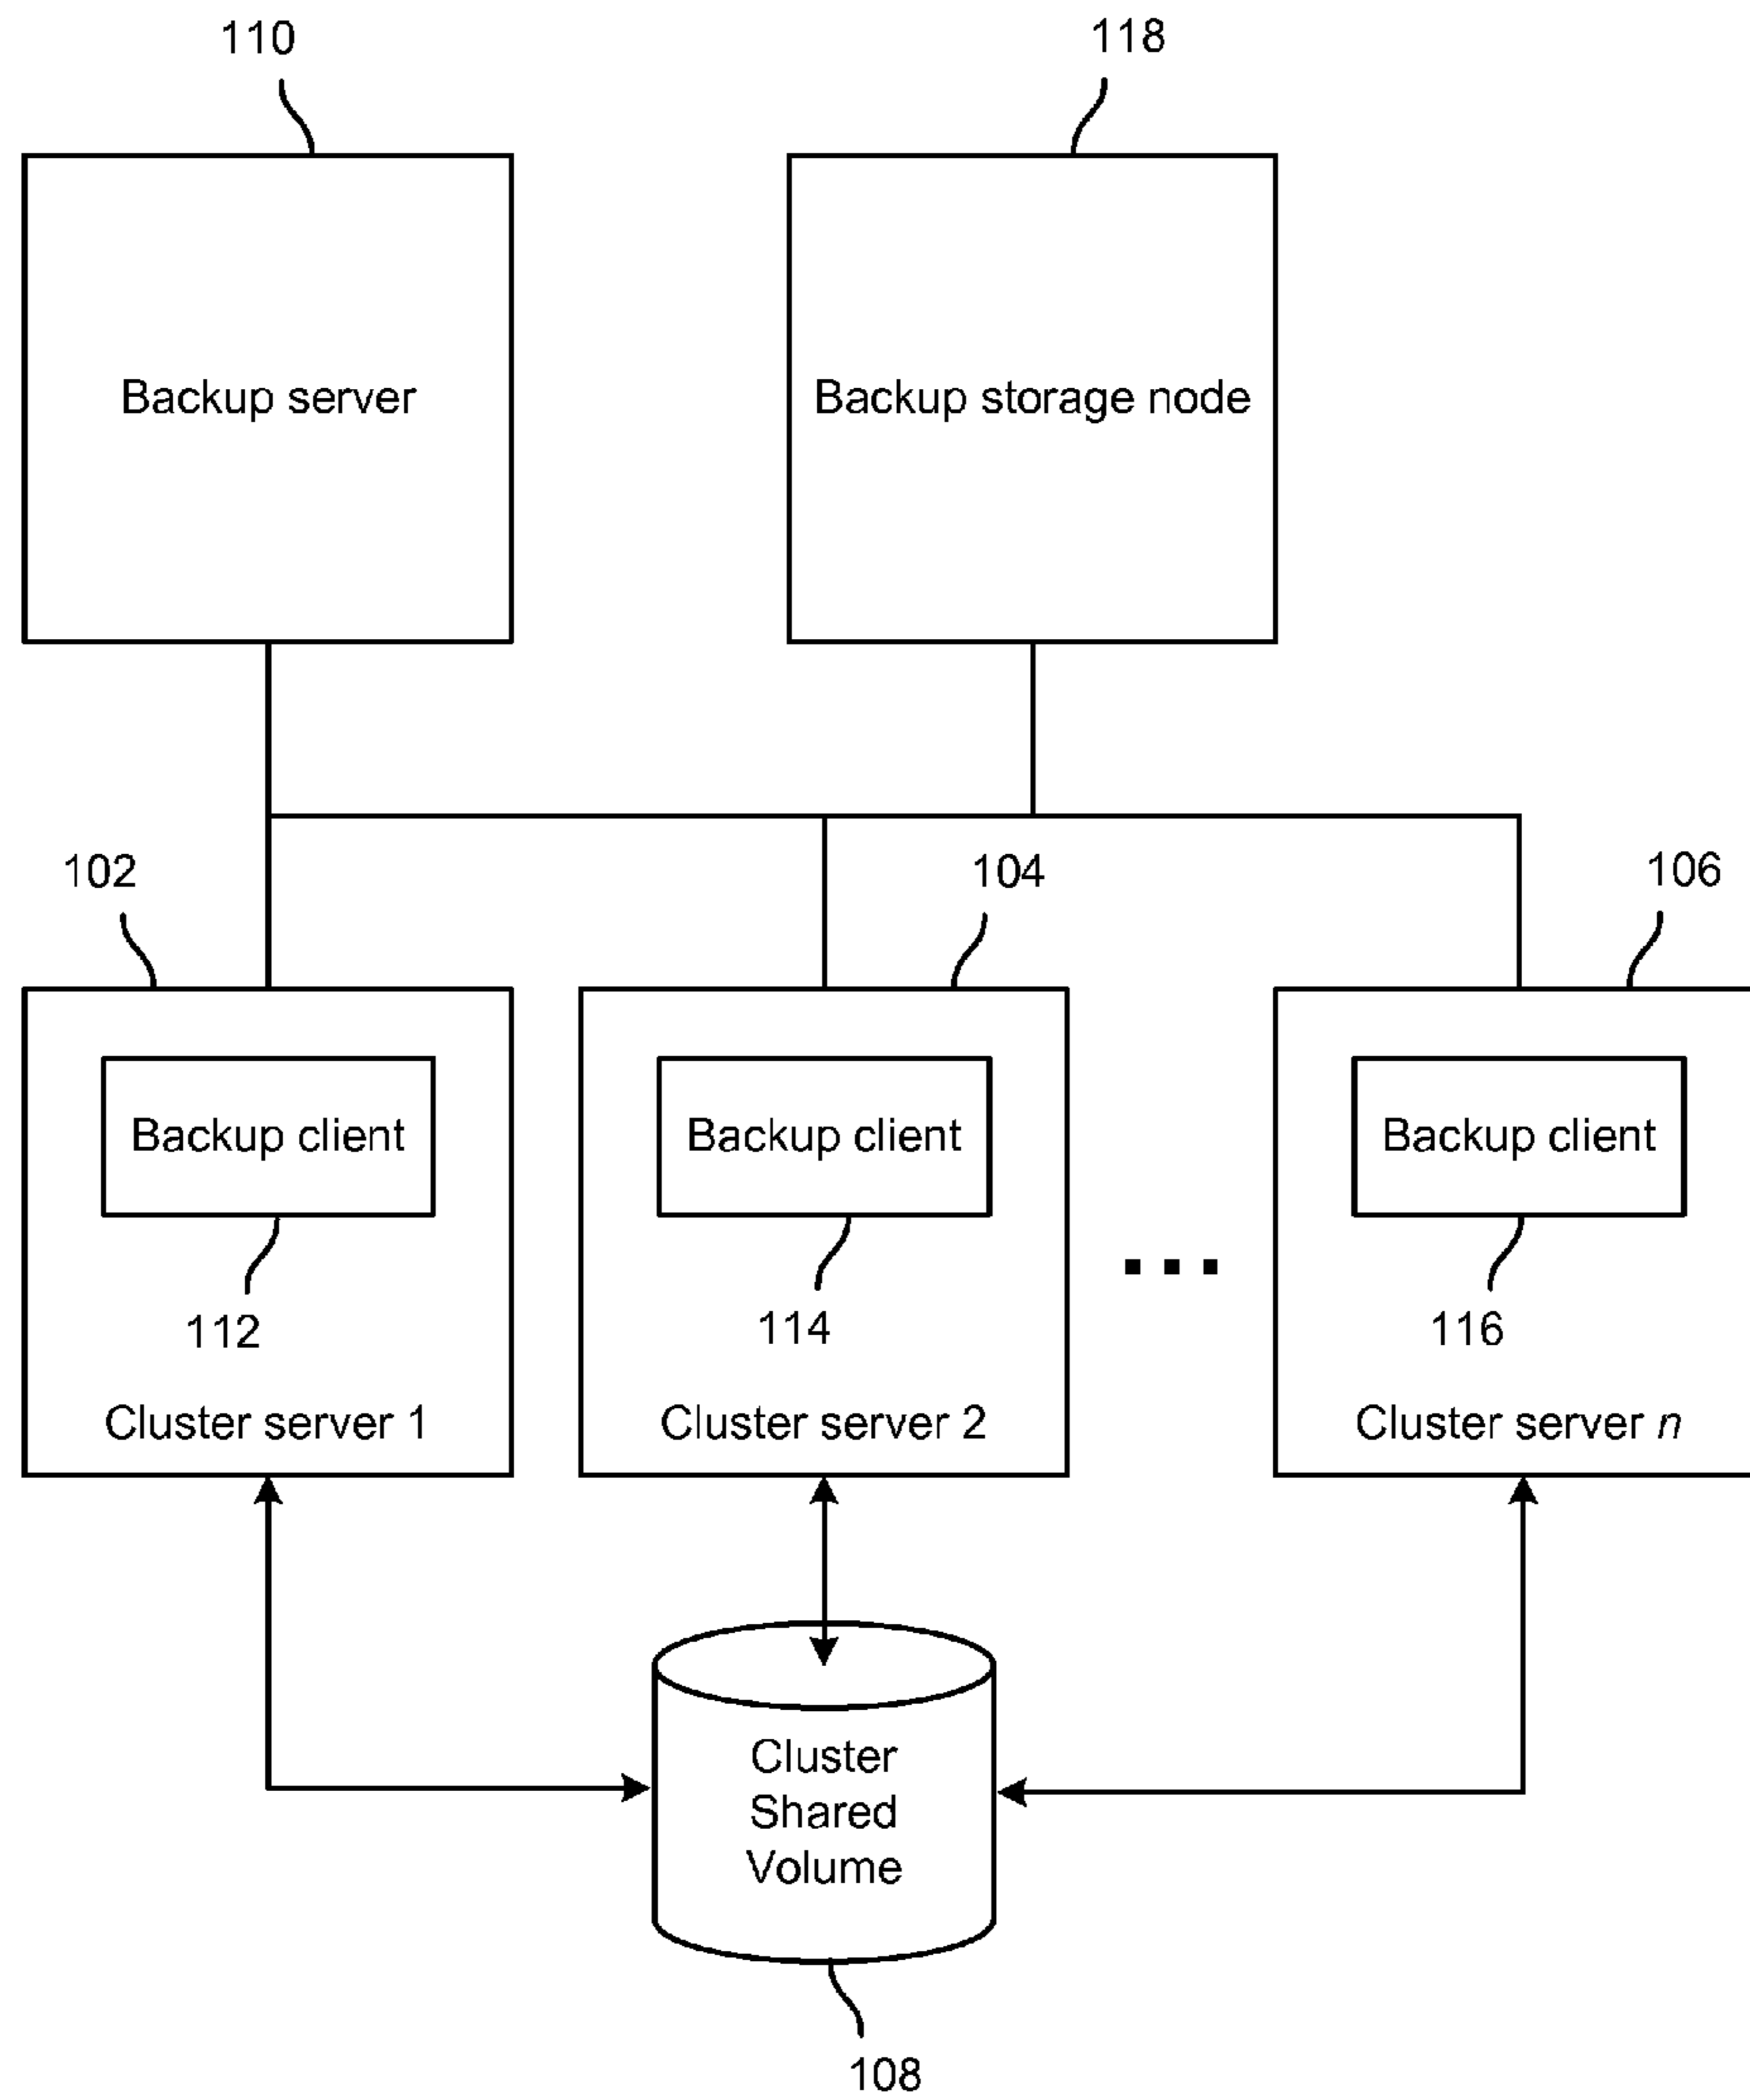 110
118
Backup server
Backup storage node
102
104
106
Backup client
Backup client
Backup client
112
114
116
Cluster server 1
Cluster server 2
Cluster server n
Cluster
Shared
Volume
108